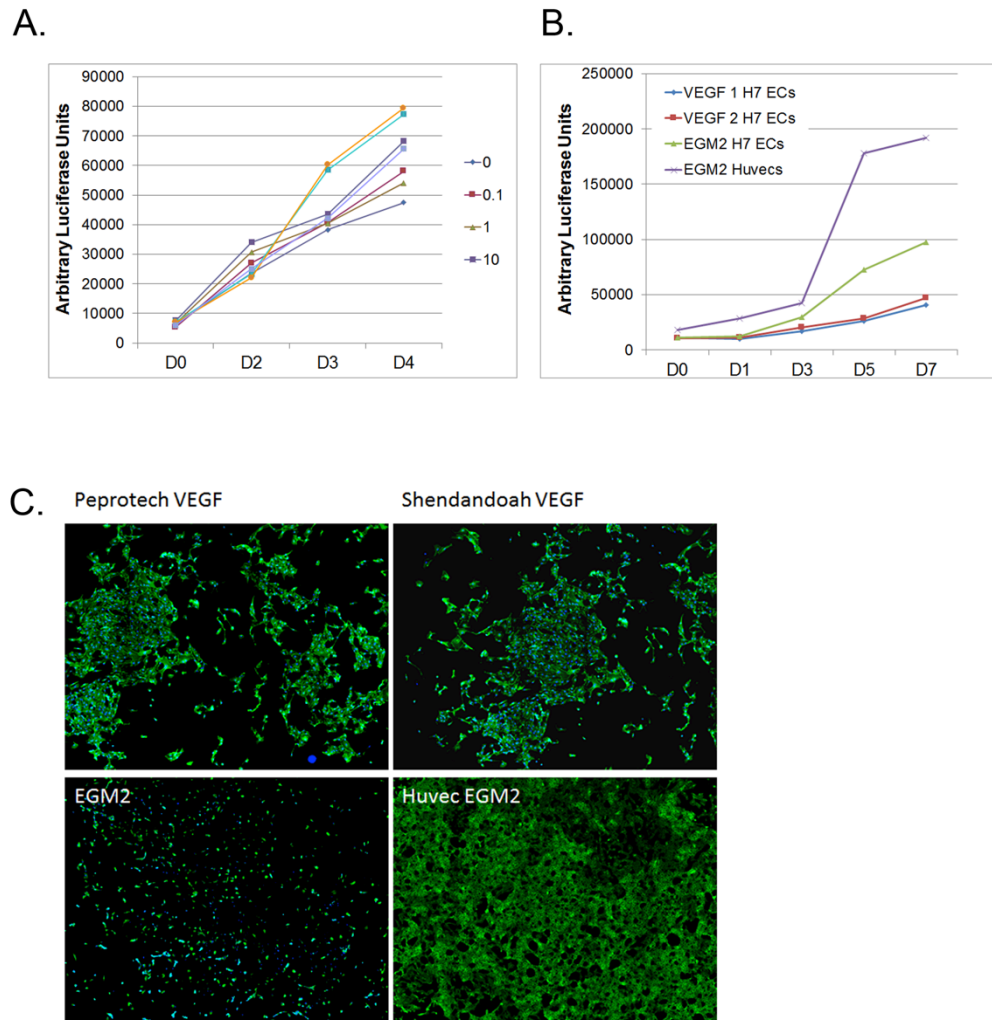 A.
90000
80000
70000
60000
50000
40000
30000
20000
10000
0
Arbitrary Luciferase Units
D0 D2 D3 D4
0
0.1
1
10
B.
250000
200000
150000
100000
50000
0
Arbitrary Luciferase Units
VEGF 1 H7 ECs
VEGF 2 H7 ECs
EGM2 H7 ECs
EGM2 Huvecs
D0 D1 D3 D5 D7
C.
Peprotech VEGF
Shendandoah VEGF
EGM2
Huvec EGM2